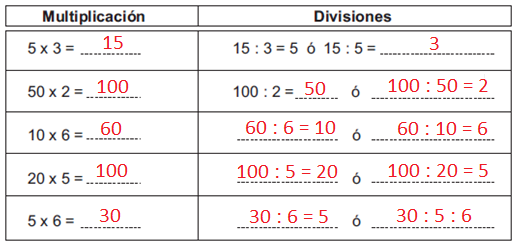 Multiplicación Divisiones
5 x 3 = 15 15 : 3 = 5 ó 15 : 5 = 3
50 x 2 = 100 100 : 2 = 50 ó 100 : 50 = 2
10 x 6 = 60 60 : 6 = 10 ó 60 : 10 = 6
20 x 5 = 100 100 : 5 = 20 ó 100 : 20 = 5
5 x 6 = 30 30 : 6 = 5 ó 30 : 5 : 6